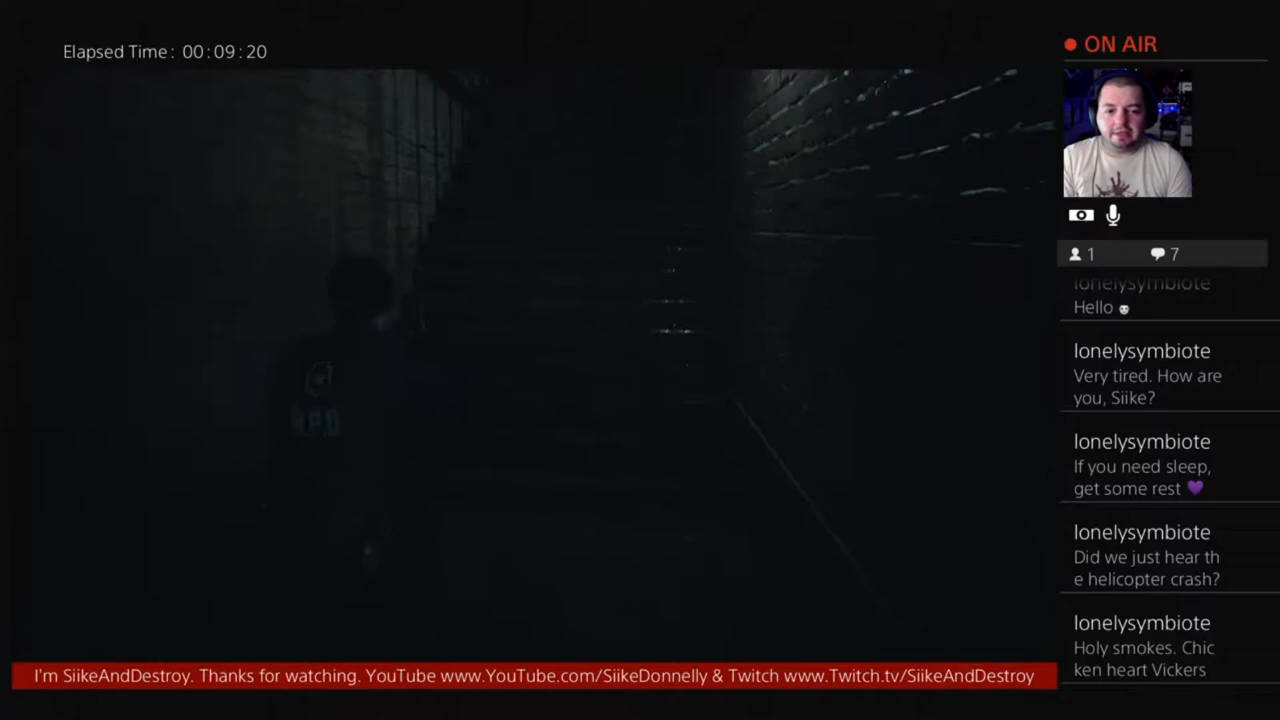 Elapsed Time: 00:09:20
ON AIR
1
7
lonelysymbiote
Hello
lonelysymbiote
Very tired. How are
you, Siike?
lonelysymbiote
If you need sleep,
get some rest 💜
lonelysymbiote
Did we just hear th
e helicopter crash?
lonelysymbiote
Holy smokes. Chic
ken heart Vickers
I'm SiikeAndDestroy. Thanks for watching. YouTube www.YouTube.com/SiikeDonnelly & Twitch www.Twitch.tv/SiikeAndDestroy